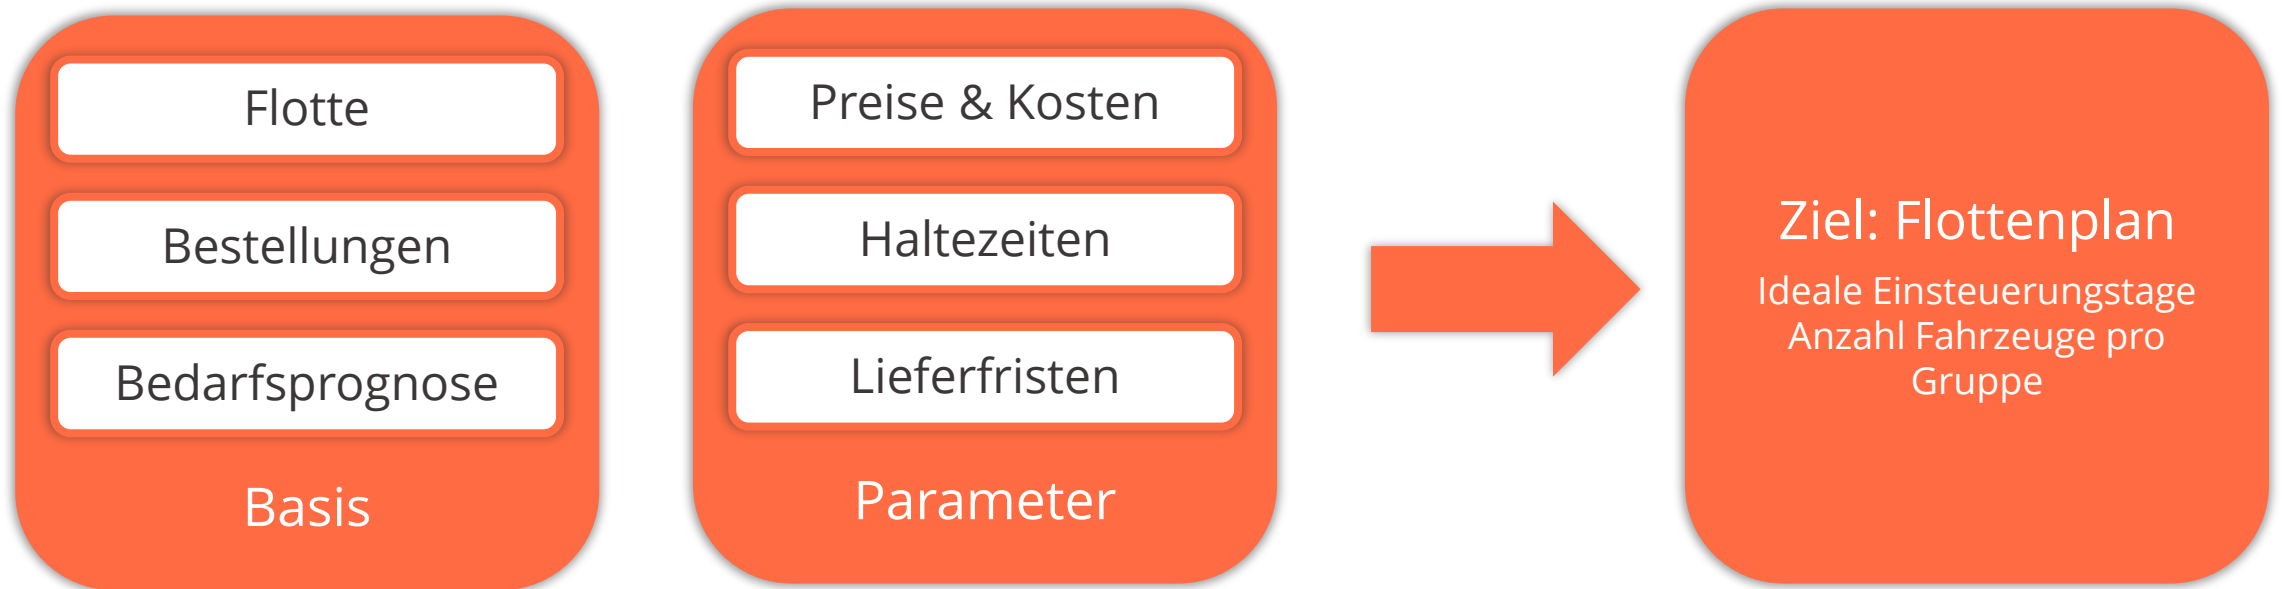 Flotte
Bestellungen
Bedarfsprognose
Basis
Preise & Kosten
Haltezeiten
Lieferfristen
Parameter
Ziel: Flottenplan
Ideale Einsteuerungstage
Anzahl Fahrzeuge pro
Gruppe